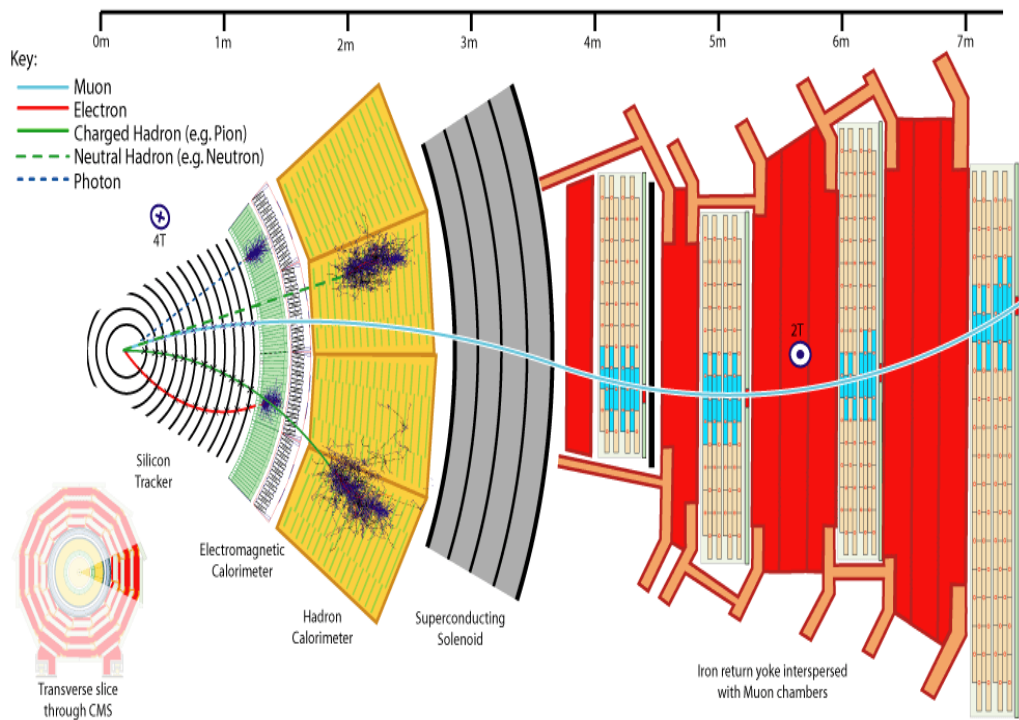 0m
1m
2m
3m
4m
5m
6m
7m
Key:
Muon
Electron
Charged Hadron (e.g. Pion)
Neutral Hadron (e.g. Neutron)
Photon
4T
2T
Silicon
Tracker
Electromagnetic
Calorimeter
Hadron
Calorimeter
Superconducting
Solenoid
Iron return yoke interspersed
with Muon chambers
Transverse slice
through CMS